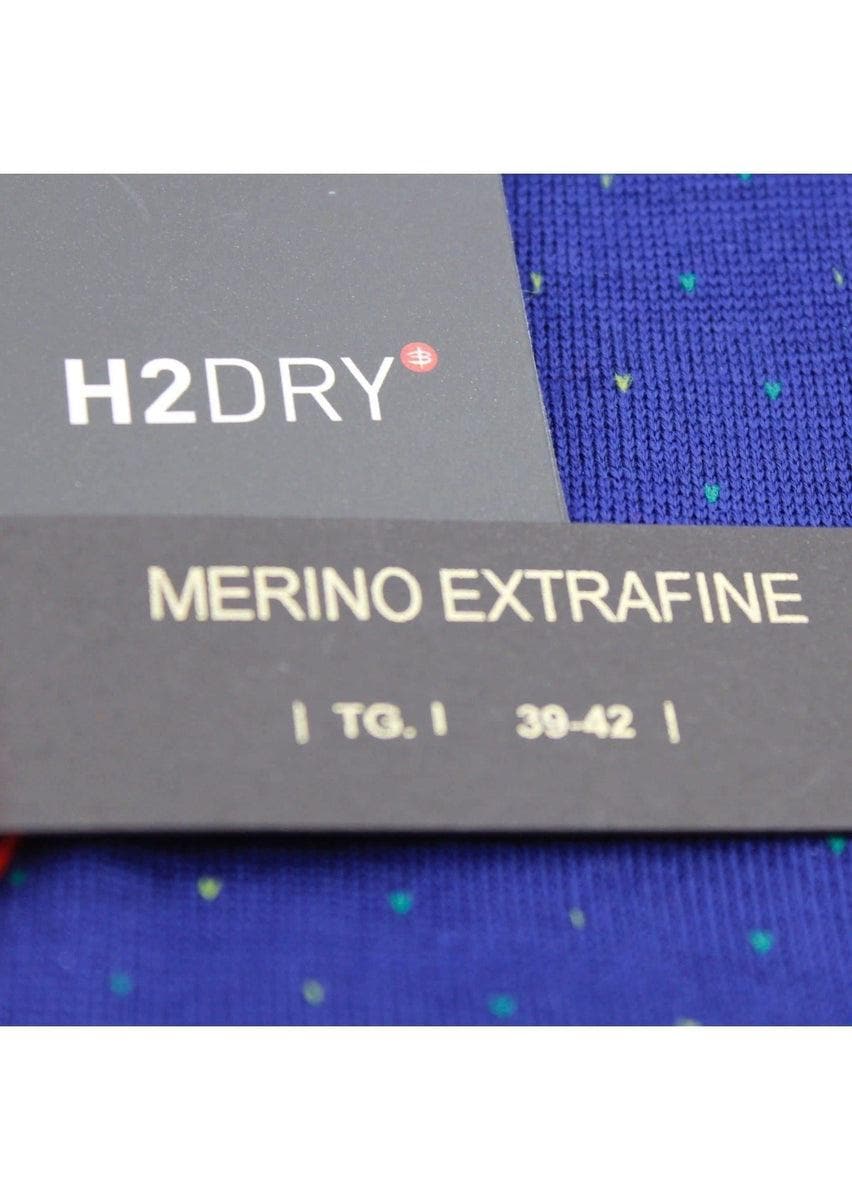 H2DRY
MERINO EXTRAFINE
| TG. | 39-42 |